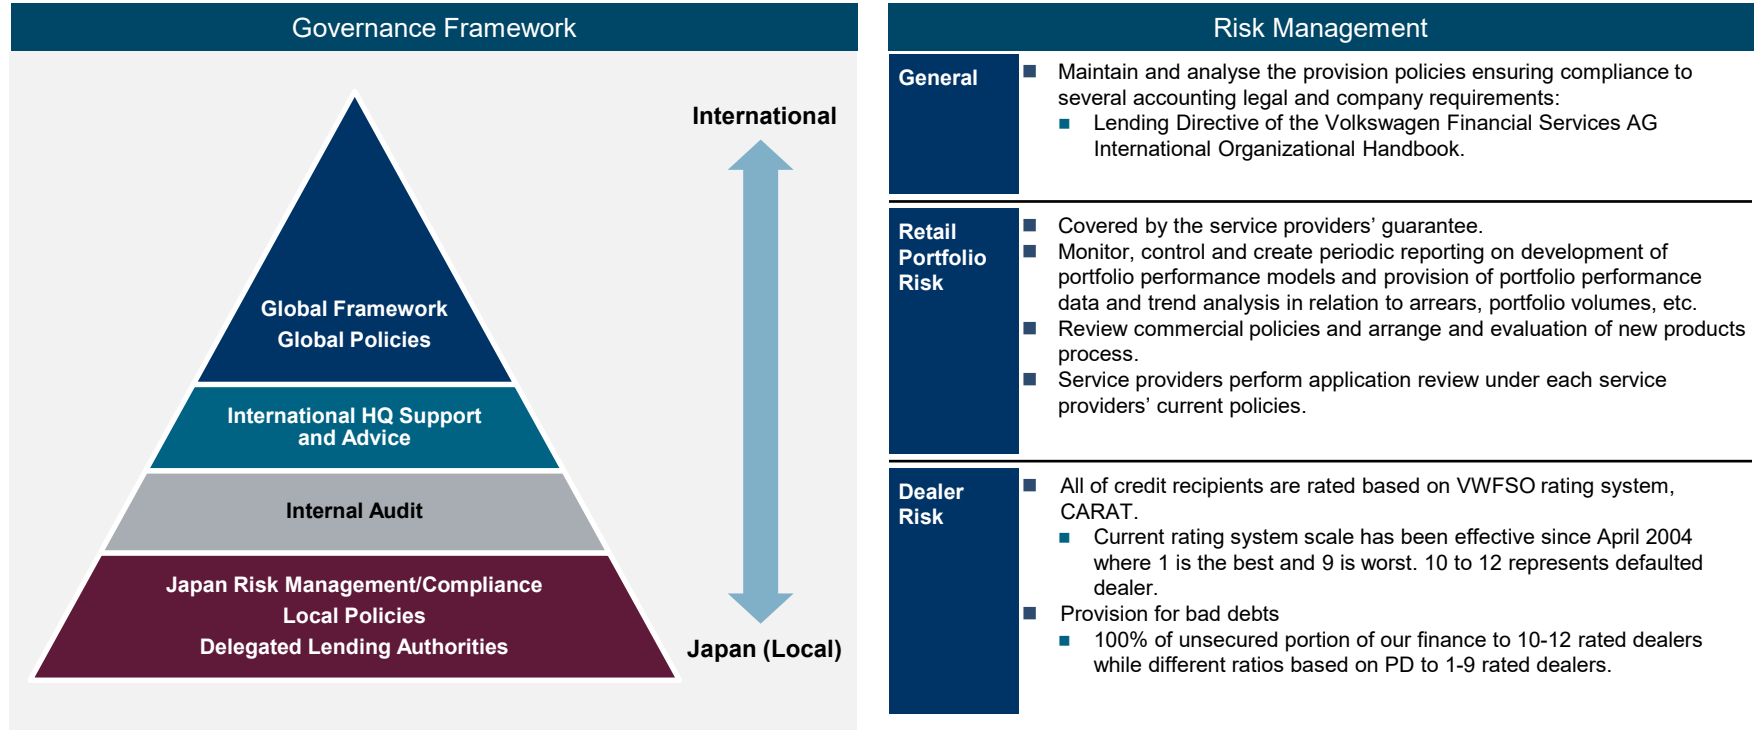 Governance Framework
International
Global Framework
Global Policies
International HQ Support
and Advice
Internal Audit
Japan Risk Management/Compliance
Local Policies
Delegated Lending Authorities
Japan (Local)
Risk Management
General
Maintain and analyse the provision policies ensuring compliance to
several accounting legal and company requirements:
Lending Directive of the Volkswagen Financial Services AG
International Organizational Handbook.
Retail
Portfolio
Risk
Covered by the service providers’ guarantee.
Monitor, control and create periodic reporting on development of
portfolio performance models and provision of portfolio performance
data and trend analysis in relation to arrears, portfolio volumes, etc.
Review commercial policies and arrange and evaluation of new products
process.
Service providers perform application review under each service
providers’ current policies.
Dealer
Risk
All of credit recipients are rated based on VWFSO rating system,
CARAT.
Current rating system scale has been effective since April 2004
where 1 is the best and 9 is worst. 10 to 12 represents defaulted
dealer.
Provision for bad debts
100% of unsecured portion of our finance to 10-12 rated dealers
while different ratios based on PD to 1-9 rated dealers.